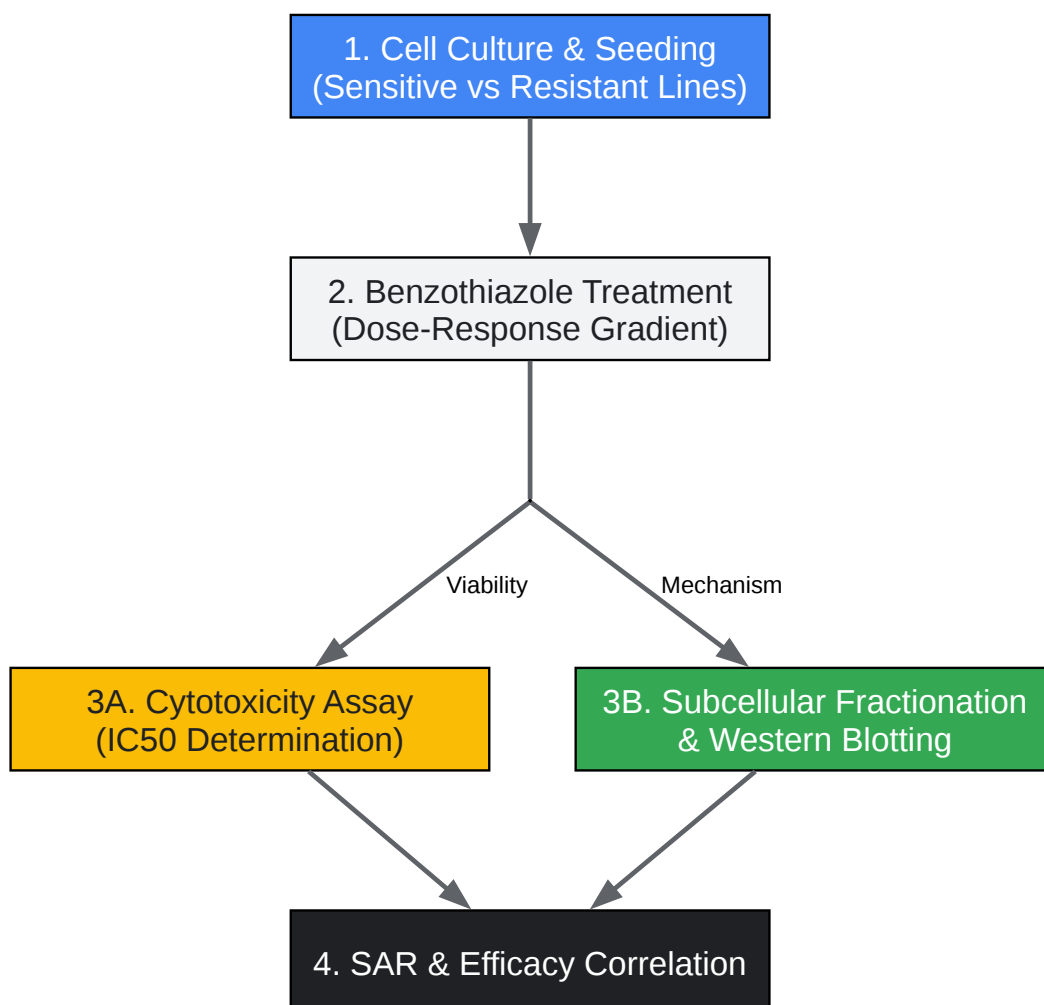 1. Cell Culture & Seeding
(Sensitive vs Resistant Lines)
2. Benzothiazole Treatment
(Dose-Response Gradient)
Viability
Mechanism
3A. Cytotoxicity Assay
(IC50 Determination)
3B. Subcellular Fractionation
& Western Blotting
4. SAR & Efficacy Correlation